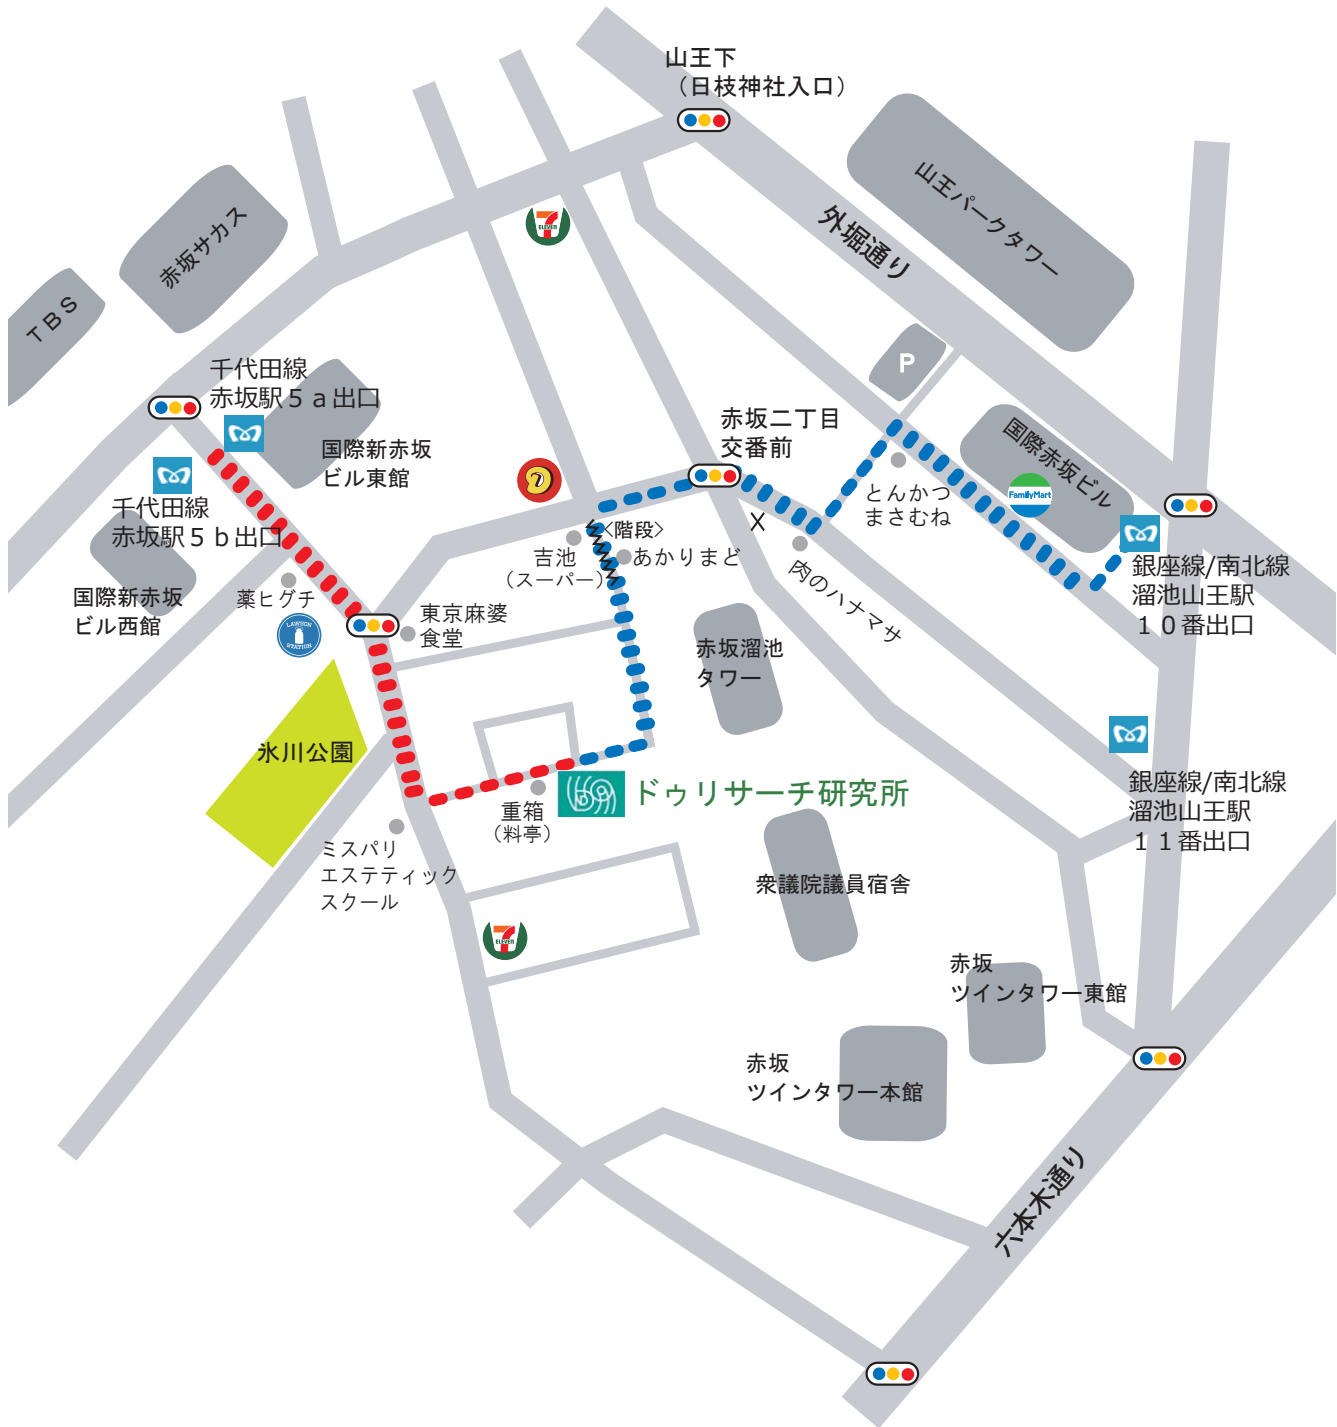 山王下
（日枝神社入口）
山王パークタワー
外堀通り
赤坂サカス
TBS
7
ELEVEN
P
千代田線
赤坂駅５ａ出口
国際新赤坂
ビル東館
千代田線
赤坂駅５ｂ出口
国際新赤坂
ビル西館
赤坂二丁目
交番前
X
とんかつ
まさむね
国際赤坂ビル
FamilyMart
銀座線/南北線
溜池山王駅
１０番出口
吉池
（スーパー）
<階段>
あかりまど
肉のハナマサ
薬ヒグチ
LAWSON
STATION
東京麻婆
食堂
赤坂溜池
タワー
氷川公園
重箱
（料亭）
ドゥリサーチ研究所
銀座線/南北線
溜池山王駅
１１番出口
ミスパリ
エステティック
スクール
衆議院議員宿舎
7
ELEVEN
赤坂
ツインタワー東館
赤坂
ツインタワー本館
六本木通り